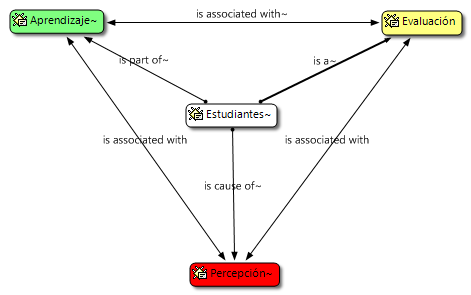 is associated with~
Aprendizaje~
Evaluación
is part of~
is a~
Estudiantes~
is associated with
is associated with
is cause of~
Percepción~